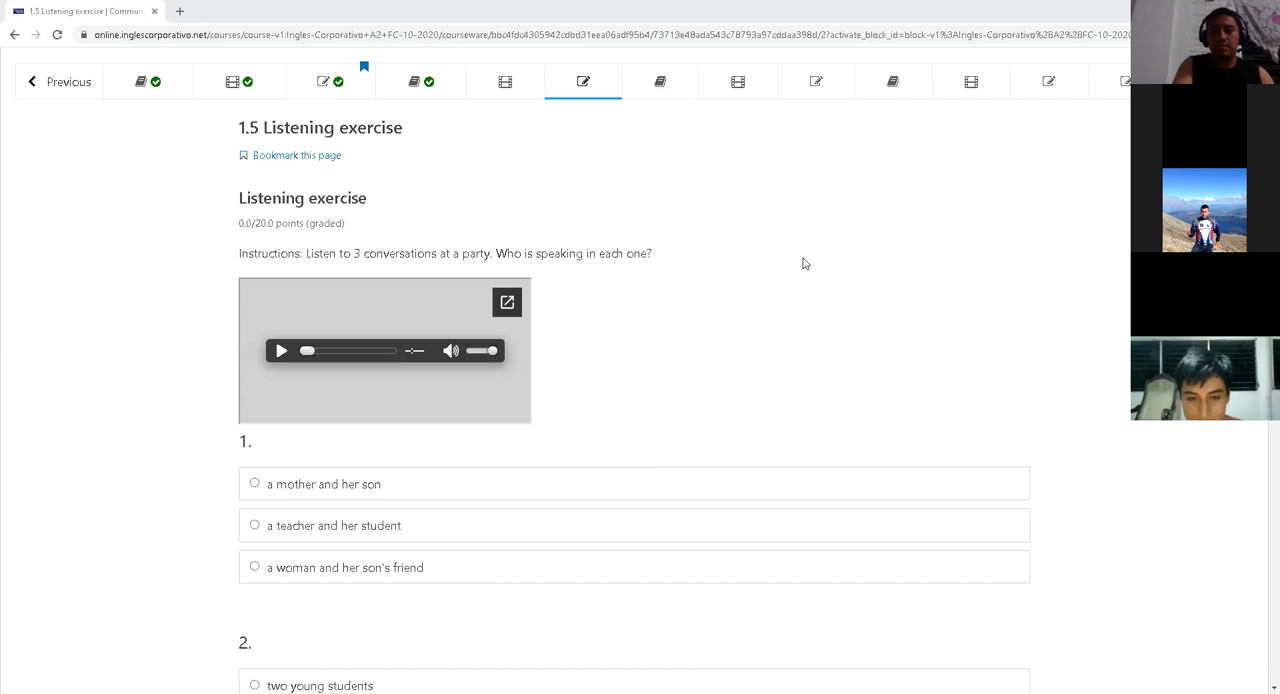 1.5 Listening exercise | Commun
online.inglescorporativo.net/courses/course-v1:Ingles-Corporativo+A2+FC-10-2020/courseware/bbc4fdc4305942cdbd31eea06adf95b4/73713e48ada543c78793a97cddaa398d/2?activate_block_id=block-v1%3AIngles-Corporativo%2BA2%2BFC-10-2020
Previous
1.5 Listening exercise
Bookmark this page
Listening exercise
0.0/20.0 points (graded)
Instructions: Listen to 3 conversations at a party. Who is speaking in each one?
--:--
1.
a mother and her son
a teacher and her student
a woman and her son's friend
2.
two young students